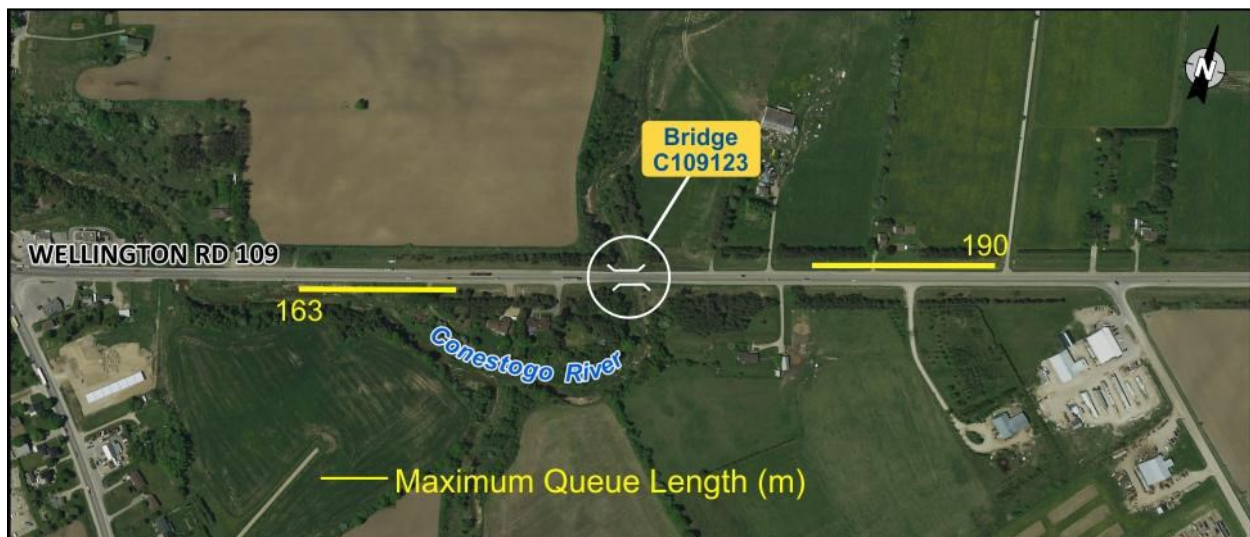 Bridge
C109123
N
WELLINGTON RD 109
190
163
Conestogo River
Maximum Queue Length (m)